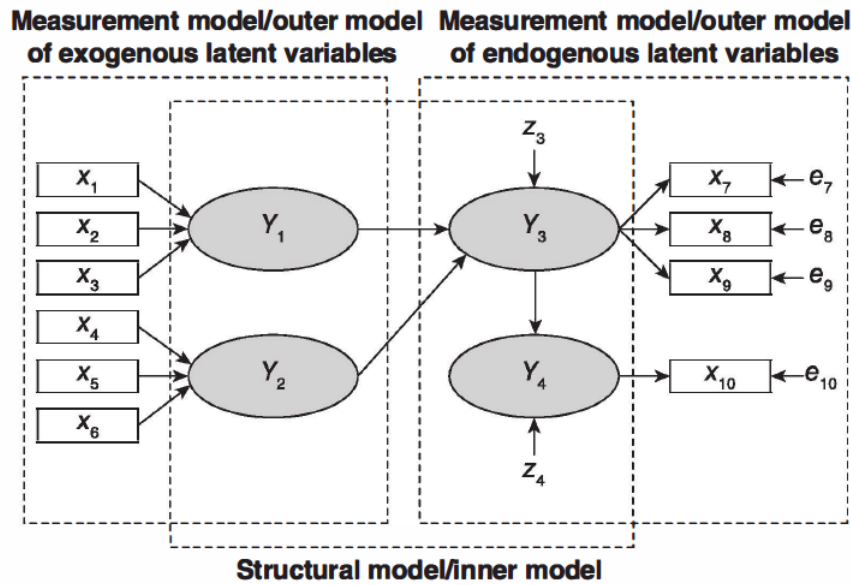 Measurement model/outer model of exogenous latent variables
Measurement model/outer model of endogenous latent variables
z₃
x₁
x₂
x₃
x₄
x₅
x₆
Y₁
Y₂
Y₃
Y₄
x₇
x₈
x₉
x₁₀
e₇
e₈
e₉
e₁₀
z₄
Structural model/inner model